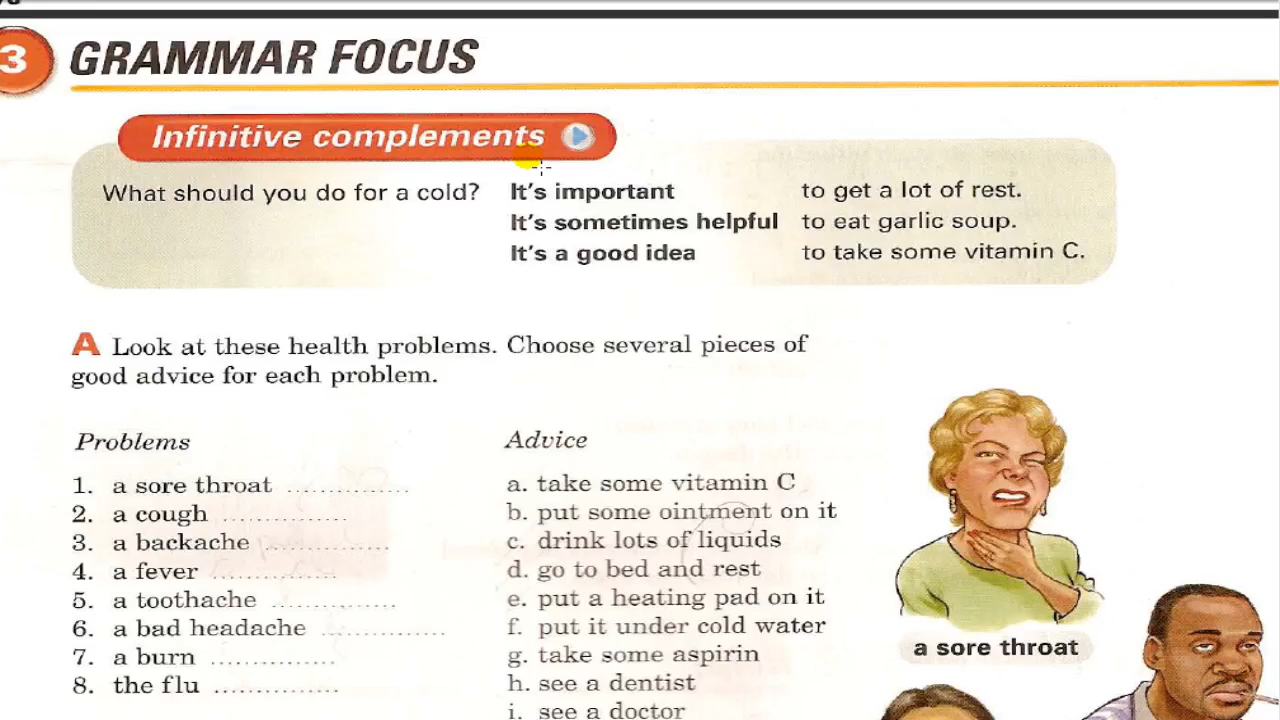 3 GRAMMAR FOCUS
Infinitive complements
What should you do for a cold? It's important to get a lot of rest.
It's sometimes helpful to eat garlic soup.
It's a good idea to take some vitamin C.
A Look at these health problems. Choose several pieces of
good advice for each problem.
Problems
1. a sore throat ...............
2. a cough ...............
3. a backache ...............
4. a fever ...............
5. a toothache ...............
6. a bad headache ...............
7. a burn ...............
8. the flu ...............
Advice
a. take some vitamin C
b. put some ointment on it
c. drink lots of liquids
d. go to bed and rest
e. put a heating pad on it
f. put it under cold water
g. take some aspirin
h. see a dentist
i. see a doctor
a sore throat